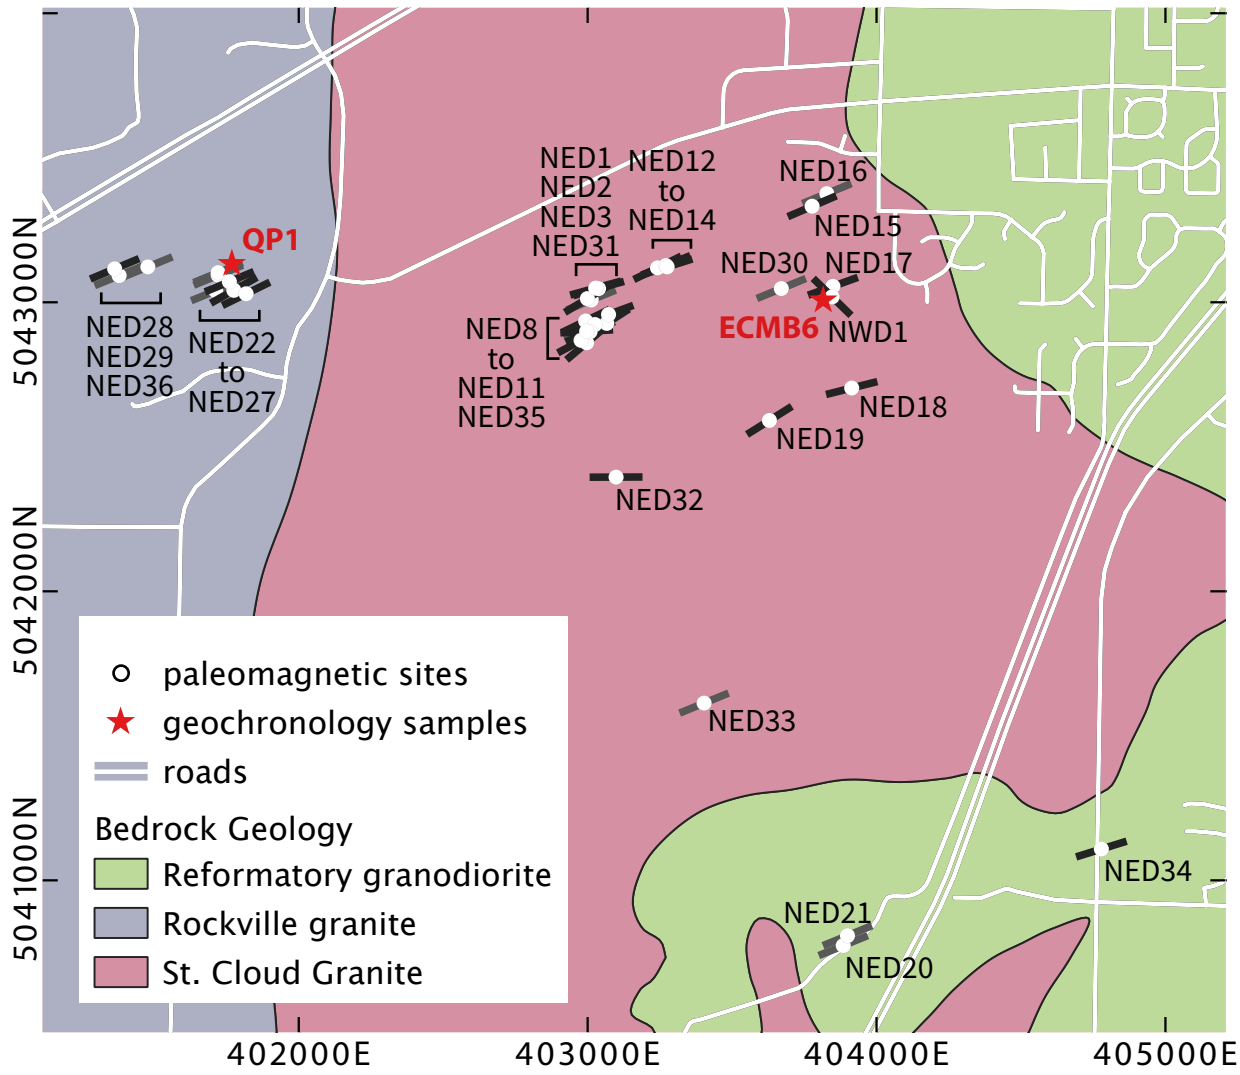 NED1
NED2
NED3
NED31
NED12
to
NED14
NED16
NED15
QP1
NED30
NED17
ECMB6
NWD1
NED28
NED29
NED36
NED22
to
NED27
NED8
to
NED11
NED35
NED18
NED19
NED32
NED33
NED34
NED21
NED20
5043000N
5042000N
5041000N
paleomagnetic sites
geochronology samples
roads
Bedrock Geology
Reformatory granodiorite
Rockville granite
St. Cloud Granite
402000E
403000E
404000E
405000E